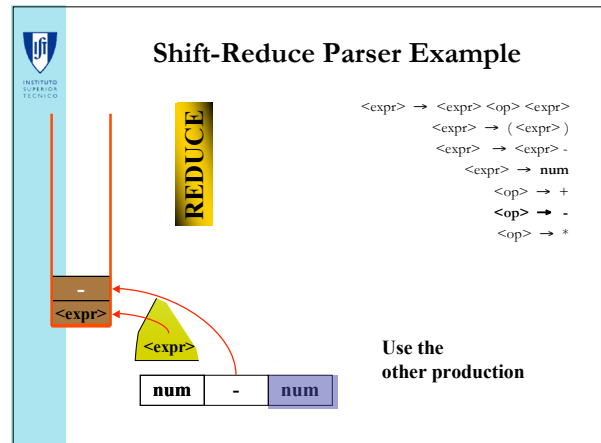 Shift-Reduce Parser Example
INSTITUTO
SUPERIOR
TÉCNICO
REDUCE
<expr> → <expr> <op> <expr>
<expr> → ( <expr> )
<expr> → <expr> -
<expr> → num
<op> → +
<op> → -
<op> → *
-
<expr>
<expr>
num - num
Use the
other production